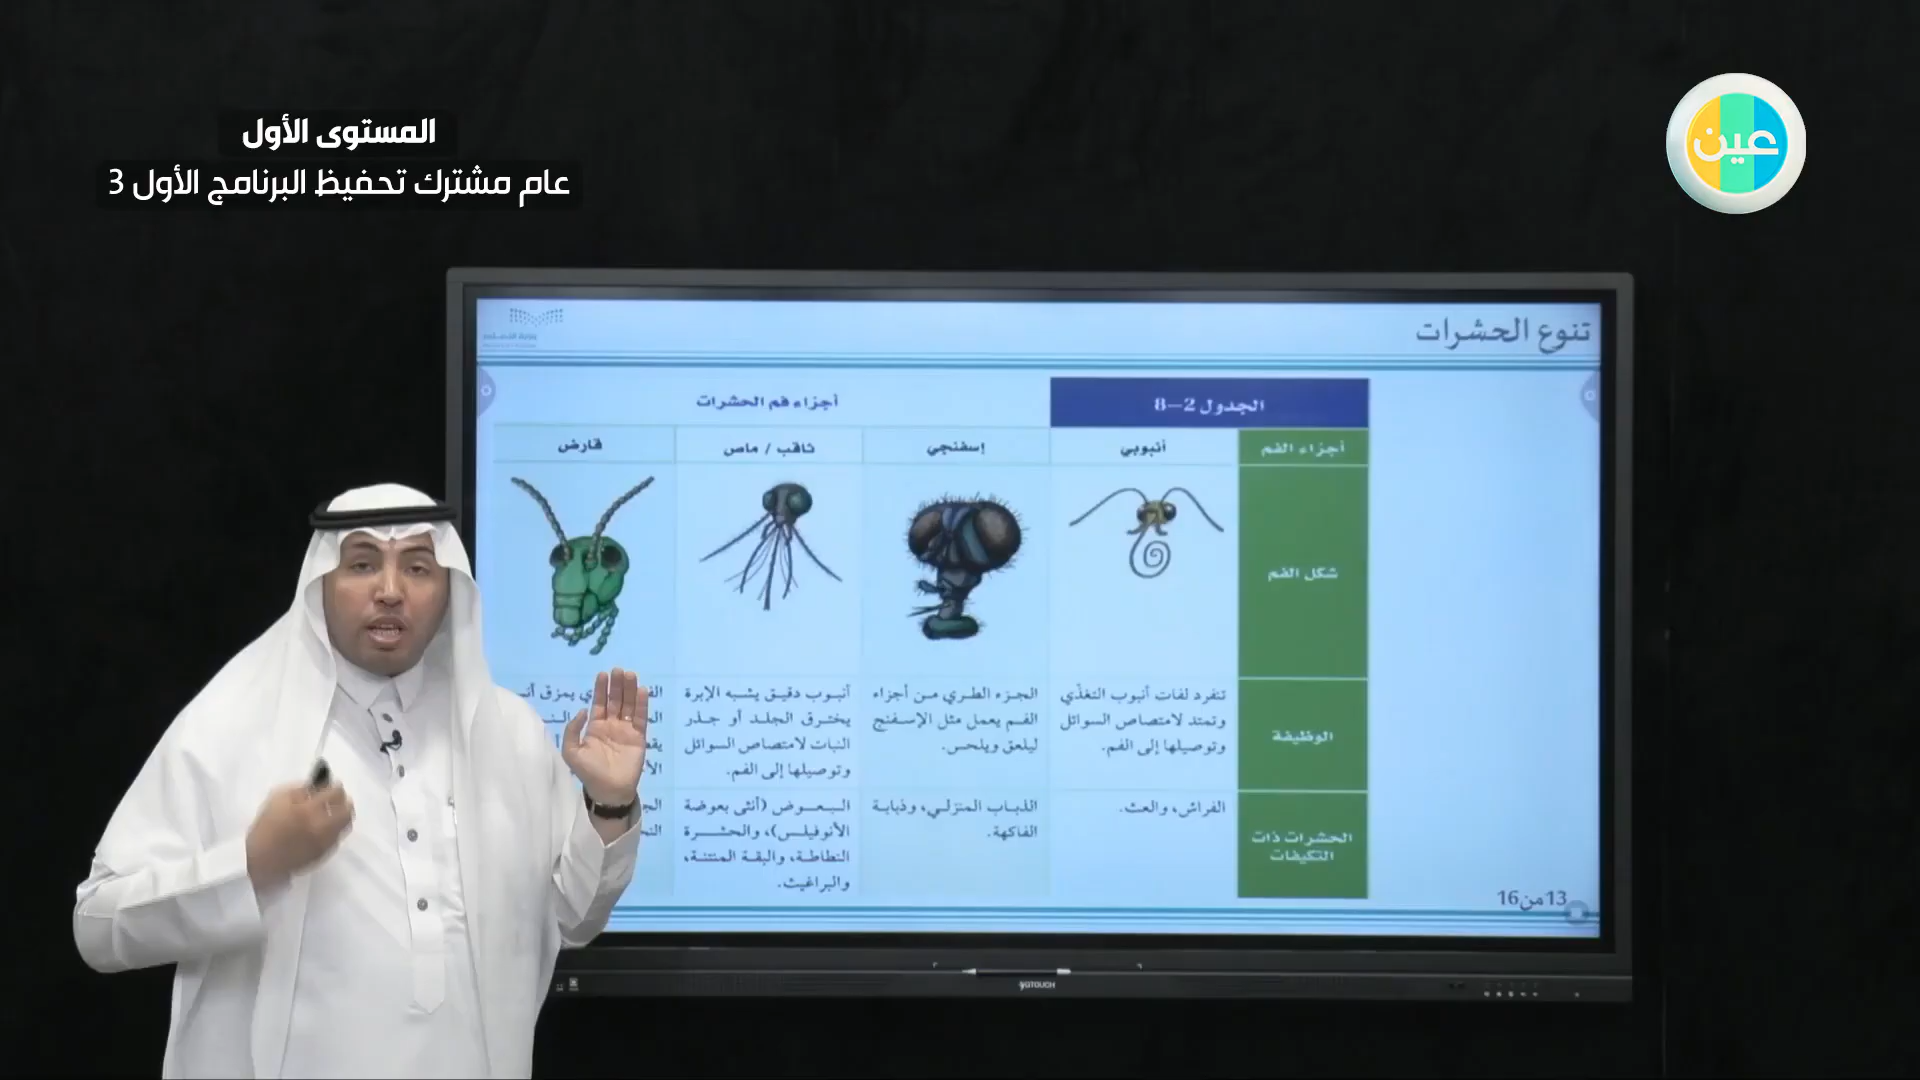 المستوى الأول
عام مشترك تحفيظ البرنامج الأول 3
عين
تنوع الحشرات
الجدول 2–8
أجزاء فم الحشرات
أجزاء الفم
أنبوبي
إسفنجي
ثاقب / ماص
قارض
شكل الفم
الوظيفة
تنفرد لفات أنبوب التغذّي
وتمتد لامتصاص السوائل
وتوصيلها إلى الفم.
الجزء الطري من أجزاء
الفم يعمل مثل الإسفنج
ليلعق ويلحس.
أنبوب دقيق يشبه الإبرة
يخترق الجلد أو جذر
النبات لامتصاص السوائل
وتوصيلها إلى الفم.
يمزق
الحشرات ذات
التكيفات
الفراش، والعث.
الذباب المنزلي، وذبابة
الفاكهة.
البعوض (أنثى بعوضة
الأنوفيلس)، والحشرة
النطاطة، والبقة المنتنة،
والبراغيث.
13من16